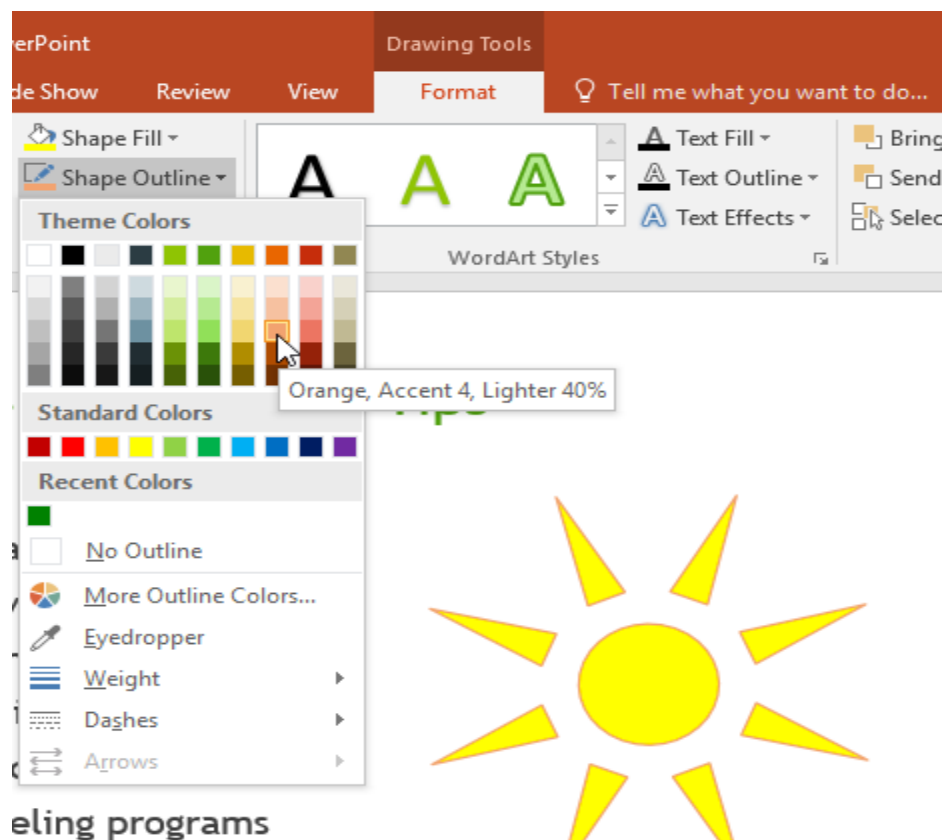 erPoint
Drawing Tools
de Show Review View Format Tell me what you want to do...
Shape Fill
Shape Outline
A A A
A Text Fill
A Text Outline
A Text Effects
Bring
Send
Selec
WordArt Styles
Theme Colors
Orange, Accent 4, Lighter 40%
Standard Colors
Recent Colors
No Outline
More Outline Colors...
Eyedropper
Weight
Dashes
Arrows
eling programs